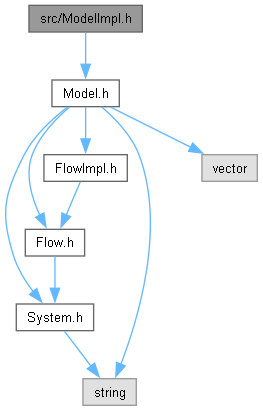 src/ModelImpl.h
Model.h
FlowImpl.h
vector
Flow.h
System.h
string